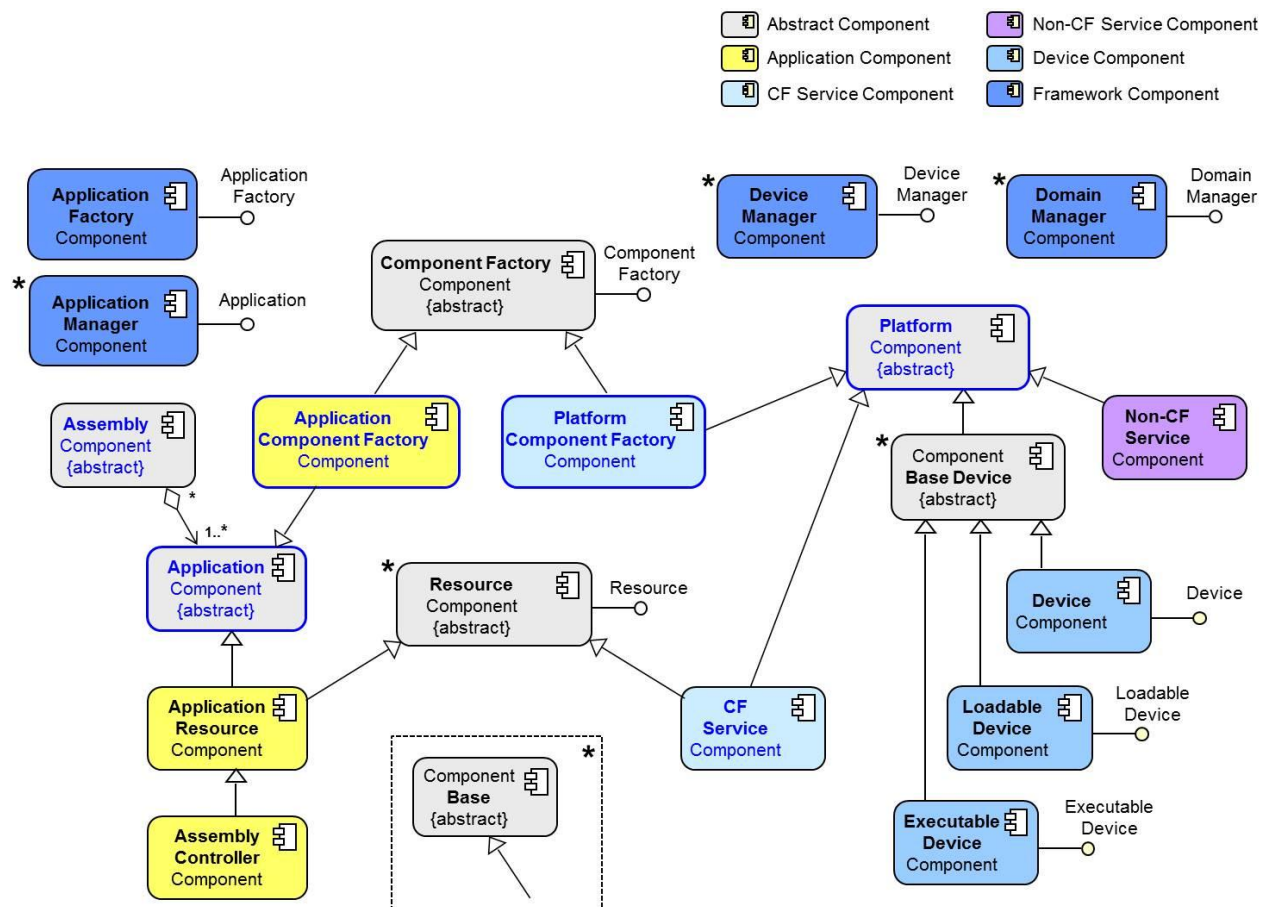 Abstract Component
Non-CF Service Component
Application Component
Device Component
CF Service Component
Framework Component
Application
Factory
Component
Application
Factory
*
Device
Manager
Component
Device
Manager
*
Domain
Manager
Component
Domain
Manager
*
Application
Manager
Component
Application
Component Factory
Component
{abstract}
Component
Factory
Platform
Component
{abstract}
Assembly
Component
{abstract}
*
1..*
Application
Component Factory
Component
Platform
Component Factory
Component
Non-CF
Service
Component
*
Component
Base Device
{abstract}
Application
Component
{abstract}
*
Resource
Component
{abstract}
Resource
Device
Component
Device
Application
Resource
Component
CF
Service
Component
Loadable
Device
Component
Loadable
Device
*
Component
Base
{abstract}
Assembly
Controller
Component
Executable
Device
Component
Executable
Device